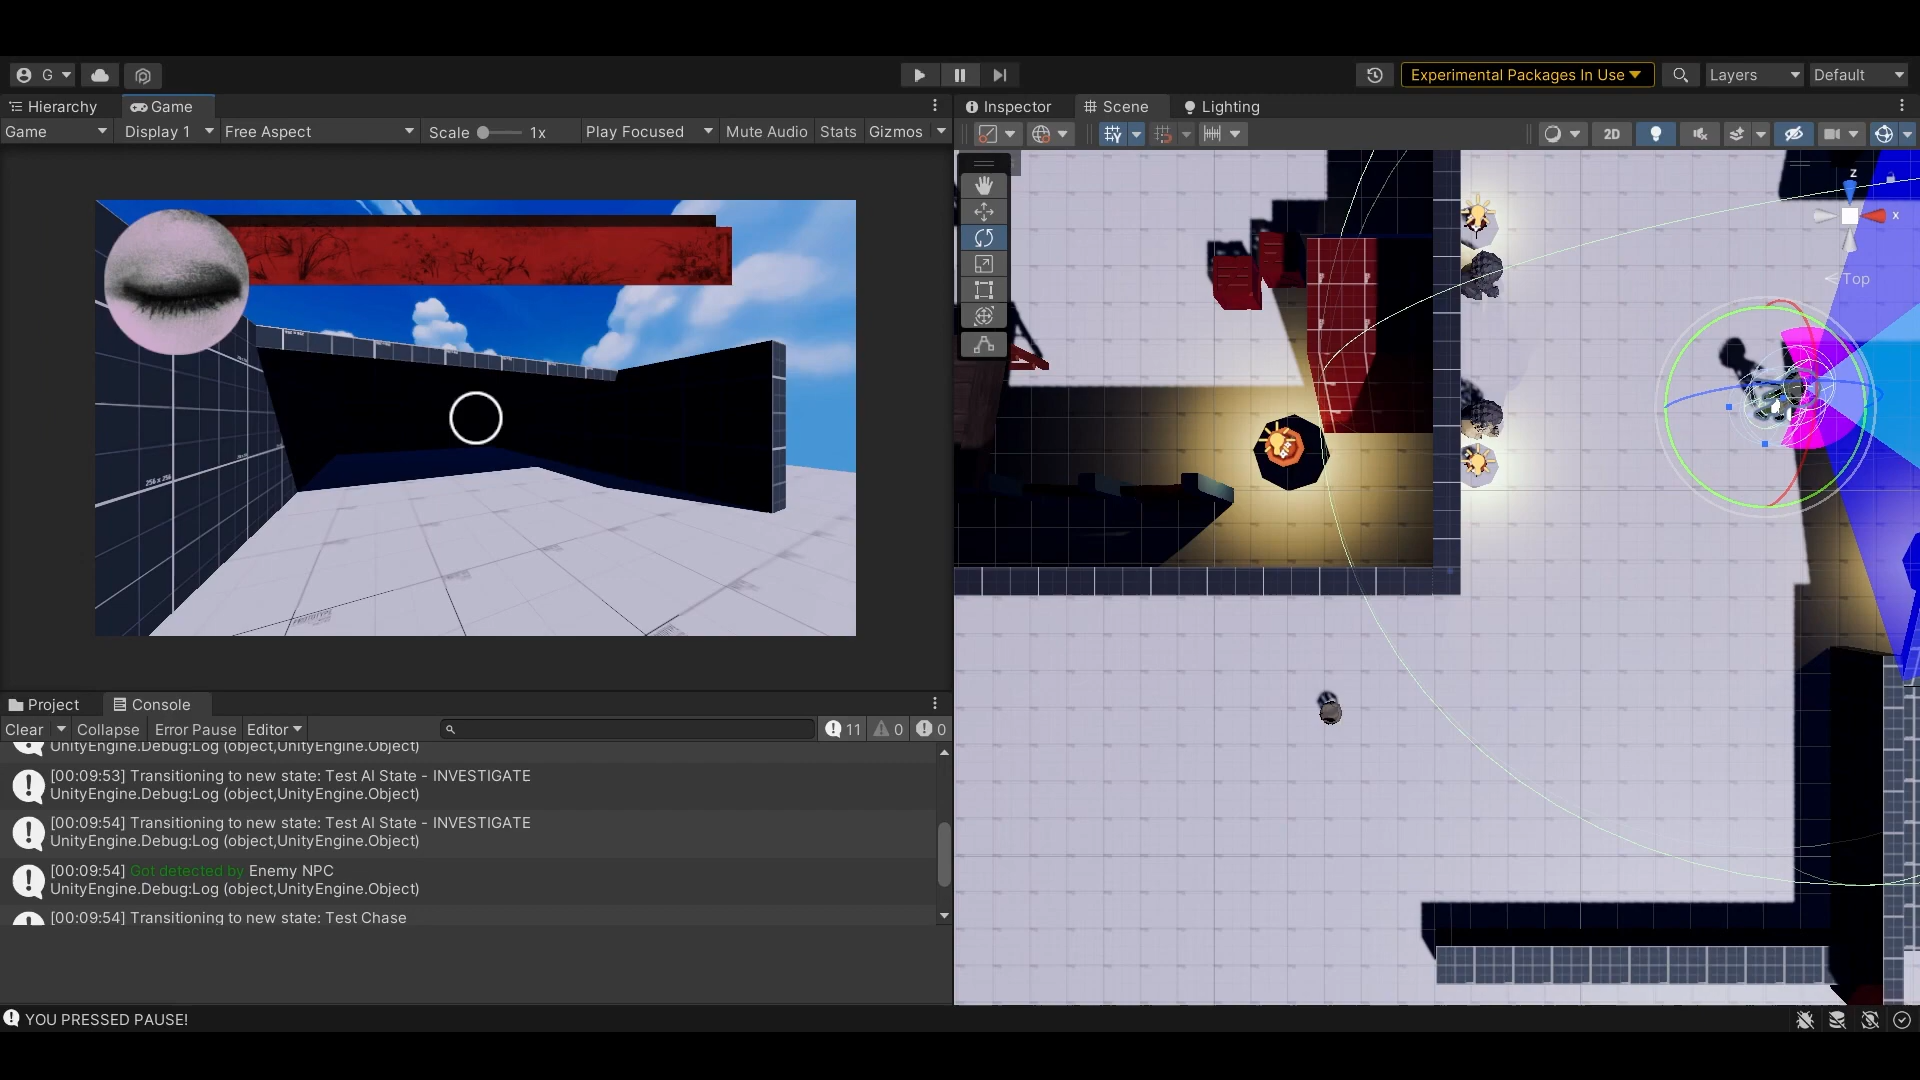 G
Experimental Packages In Use
Layers
Default
Hierarchy
Game
Inspector
Scene
Lighting
Game
Display 1
Free Aspect
Scale
1x
Play Focused
Mute Audio
Stats
Gizmos
2D
z
x
Top
256 x 256
Project
Console
Clear
Collapse
Error Pause
Editor
11
0
0
UnityEngine.Debug:Log (object,UnityEngine.Object)
[00:09:53] Transitioning to new state: Test AI State - INVESTIGATE
UnityEngine.Debug:Log (object,UnityEngine.Object)
[00:09:54] Transitioning to new state: Test AI State - INVESTIGATE
UnityEngine.Debug:Log (object,UnityEngine.Object)
[00:09:54] Got detected by Enemy NPC
UnityEngine.Debug:Log (object,UnityEngine.Object)
[00:09:54] Transitioning to new state: Test Chase
YOU PRESSED PAUSE!